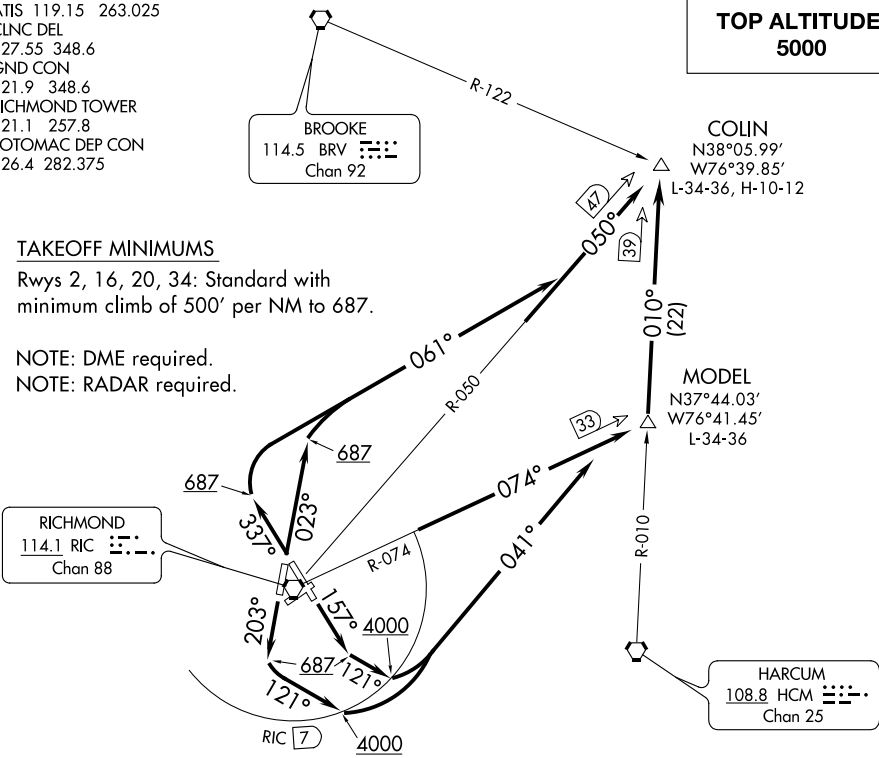 ATIS 119.15 263.025
CLNC DEL
27.55 348.6
GND CON
21.9 348.6
RICHMOND TOWER
21.1 257.8
POTOMAC DEP CON
26.4 282.375
TOP ALTITUDE
5000
R-122
BROOKE
114.5 BRV
Chan 92
COLIN
N38°05.99'
W76°39.85'
L-34-36, H-10-12
47
050°
39
TAKEOFF MINIMUMS
Rwys 2, 16, 20, 34: Standard with
minimum climb of 500' per NM to 687.
NOTE: DME required.
NOTE: RADAR required.
061°
010°
(22)
R-050
MODEL
N37°44.03'
W76°41.45'
L-34-36
33
687
687
074°
023°
337°
RICHMOND
114.1 RIC
Chan 88
R-074
041°
R-010
157°
203°
4000
687
121°
121°
RIC 7
4000
HARCUM
108.8 HCM
Chan 25